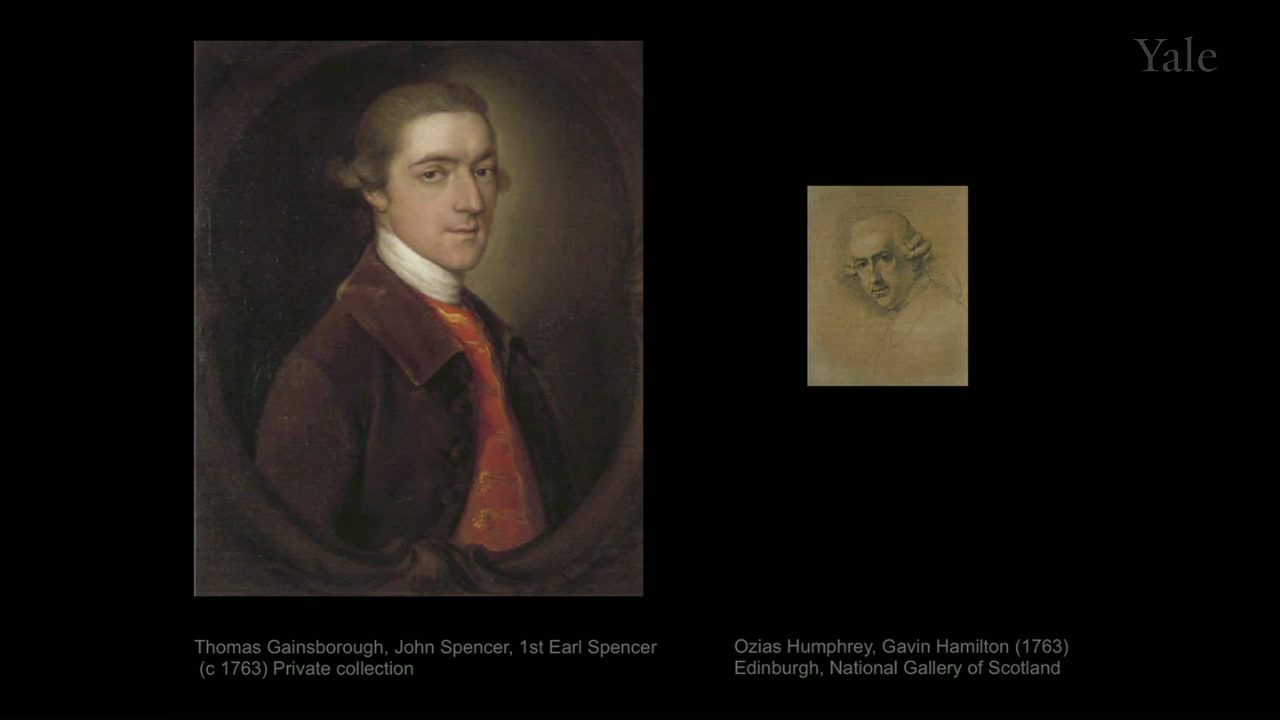 Yale
Thomas Gainsborough, John Spencer, 1st Earl Spencer
(c 1763) Private collection
Ozias Humphrey, Gavin Hamilton (1763)
Edinburgh, National Gallery of Scotland